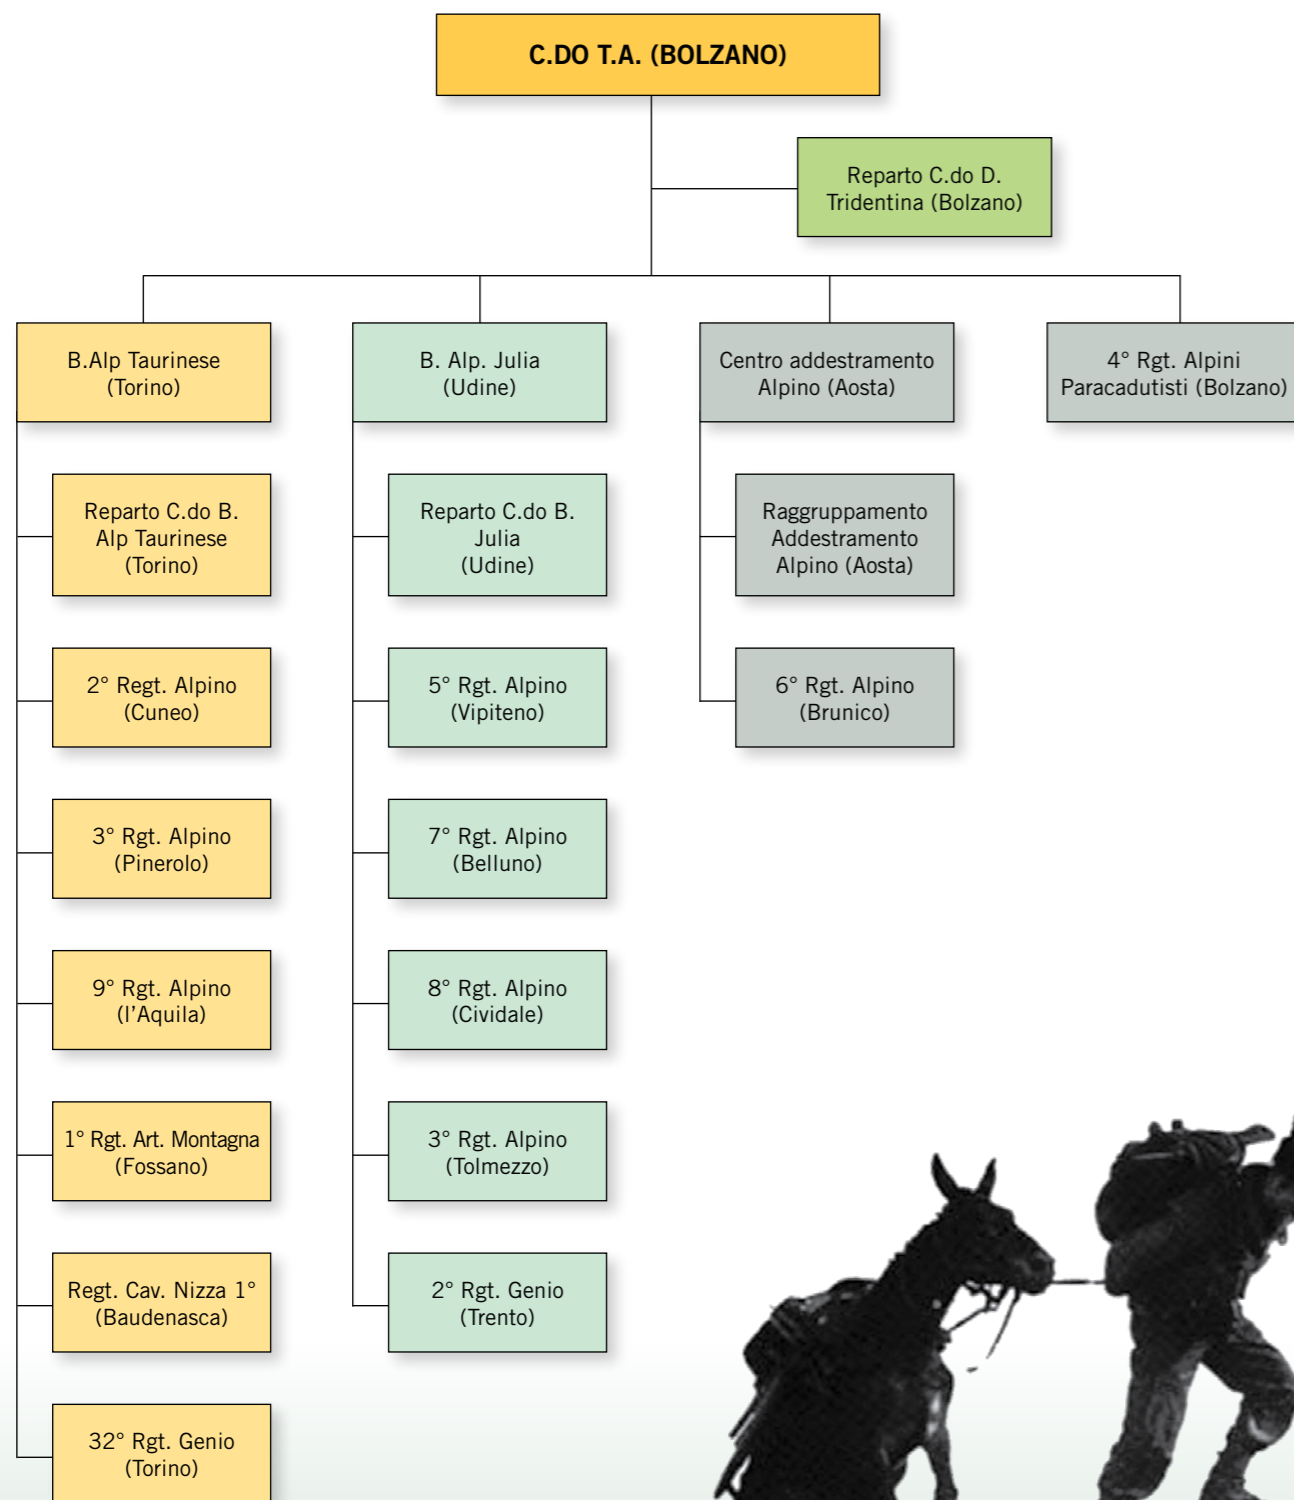 C.DO T.A. (BOLZANO)
Reparto C.do D.
Tridentina (Bolzano)
B.Alp Taurinese
(Torino)
Reparto C.do B.
Alp Taurinese
(Torino)
2° Regt. Alpino
(Cuneo)
3° Rgt. Alpino
(Pinerolo)
9° Rgt. Alpino
(l'Aquila)
1° Rgt. Art. Montagna
(Fossano)
Regt. Cav. Nizza 1°
(Baudenasca)
32° Rgt. Genio
(Torino)
B. Alp. Julia
(Udine)
Reparto C.do B.
Julia
(Udine)
5° Rgt. Alpino
(Vipiteno)
7° Rgt. Alpino
(Belluno)
8° Rgt. Alpino
(Cividale)
3° Rgt. Alpino
(Tolmezzo)
2° Rgt. Genio
(Trento)
Centro addestramento
Alpino (Aosta)
Raggruppamento
Addestramento
Alpino (Aosta)
6° Rgt. Alpino
(Brunico)
4° Rgt. Alpini
Paracadutisti (Bolzano)